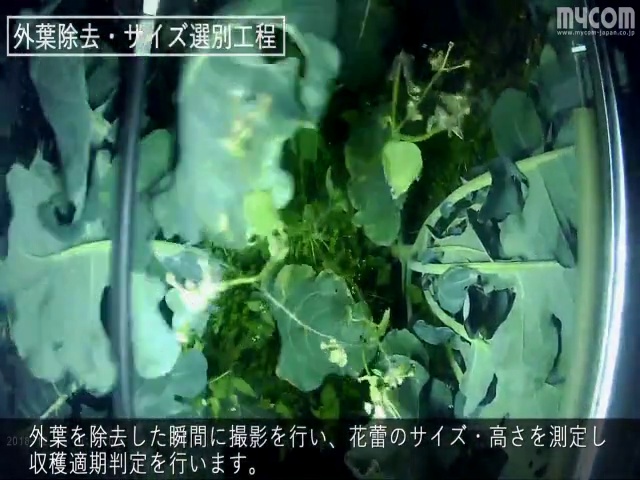 外葉除去・サイズ選別工程
mycom
www.mycom-japan.co.jp
外葉を除去した瞬間に撮影を行い、花蕾のサイズ・高さを測定し
収穫適期判定を行います。